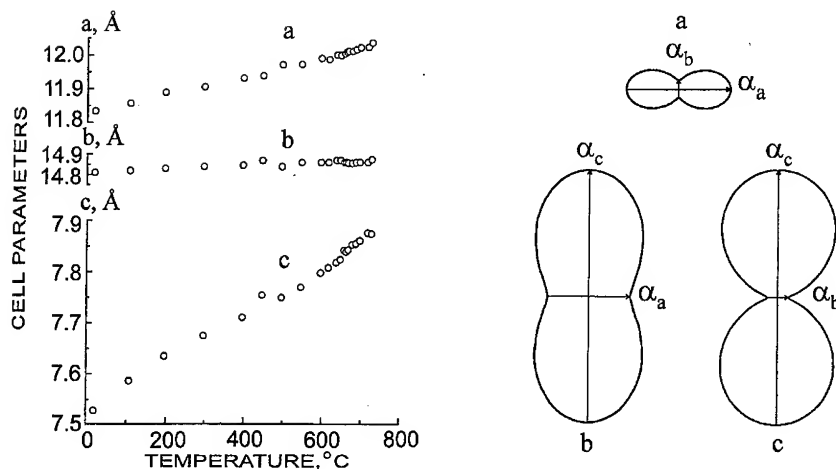 a, Å
a
12.0
11.9
11.8
b, Å
b
14.9
14.8
c, Å
c
7.9
7.8
7.7
7.6
7.5
CELL PARAMETERS
0 200 400 600 800
TEMPERATURE,°C
a
α_b
α_a
α_c
α_a
b
α_c
α_b
c